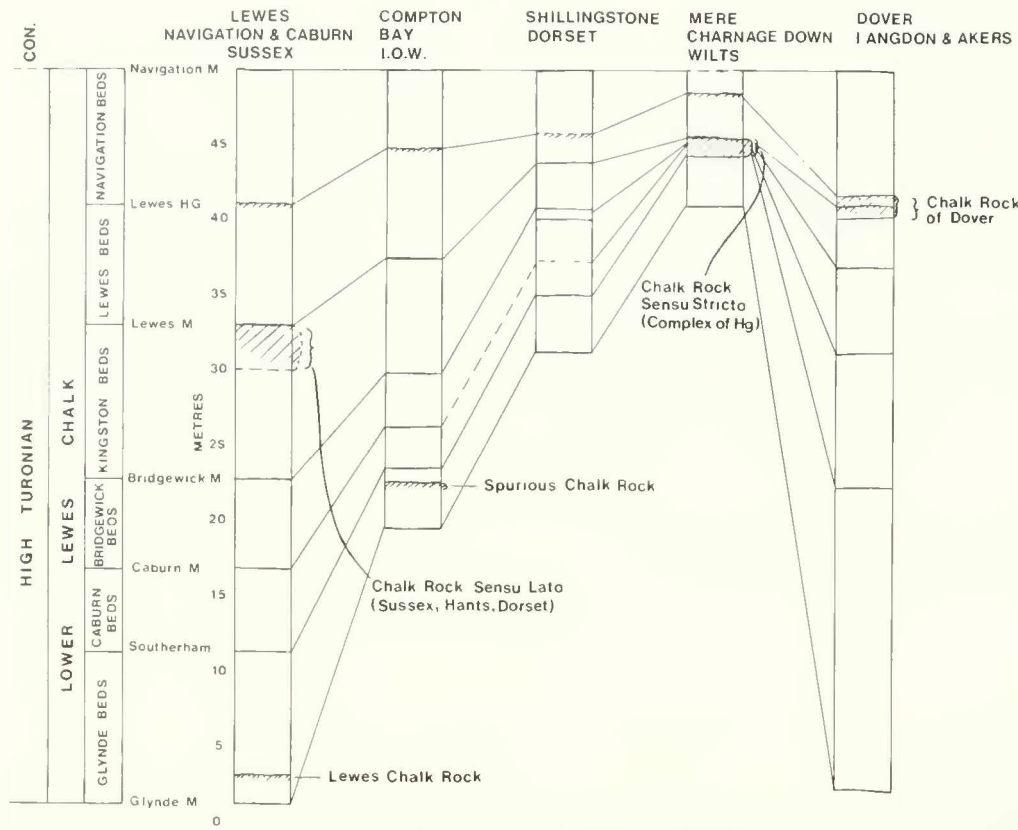 CON.
LEWES
NAVIGATION & CABURN
SUSSEX
COMPTON
BAY
I.O.W.
SHILLINGSTONE
DORSET
MERE
CHARNAGE DOWN
WILTS
DOVER
LANGDON & AKERS
HIGH TURONIAN
LOWER LEWES CHALK
NAVIGATION BEDS
LEWES BEDS
KINGSTON BEDS
BRIDGEWICK
BEDS
CABURN
BEDS
GLYNDE BEDS
Navigation M
Lewes HG
Lewes M
Bridgewick M
Caburn M
Southerham
Glynde M
METRES
45
40
35
30
25
20
15
10
5
0
Chalk Rock
of Dover
Chalk Rock
Sensu Stricto
(Complex of Hg)
Spurious Chalk Rock
Chalk Rock Sensu Lato
(Sussex, Hants, Dorset)
Lewes Chalk Rock